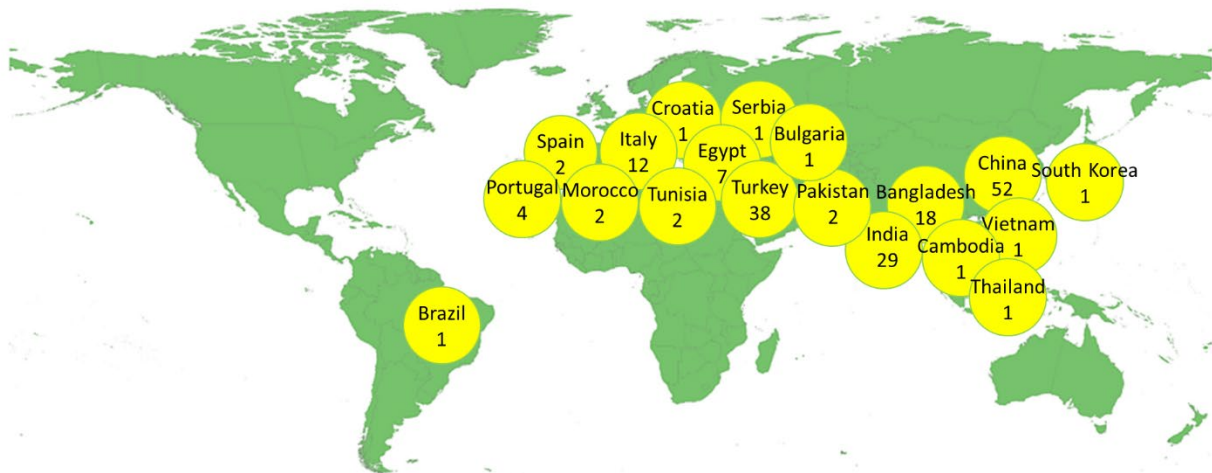 Croatia
1
Serbia
1
Bulgaria
1
Spain
2
Italy
12
Egypt
7
Portugal
4
Morocco
2
Tunisia
2
Turkey
38
Pakistan
2
Bangladesh
18
China
52
South Korea
1
India
29
Cambodia
1
Vietnam
1
Thailand
1
Brazil
1